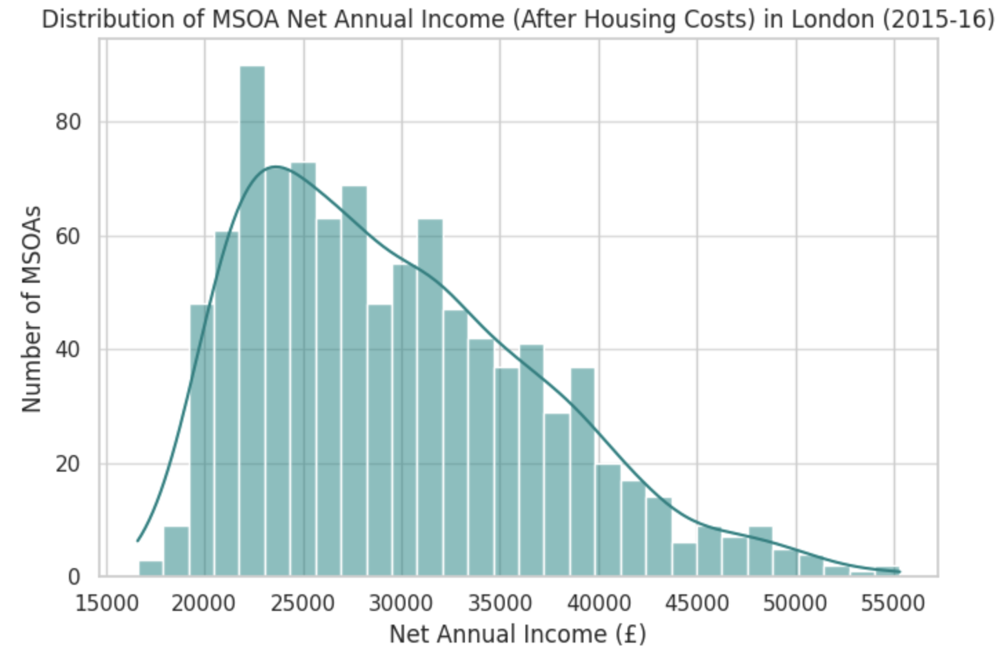 Distribution of MSOA Net Annual Income (After Housing Costs) in London (2015-16)
Number of MSOAs
80
60
40
20
0
15000 20000 25000 30000 35000 40000 45000 50000 55000
Net Annual Income (£)